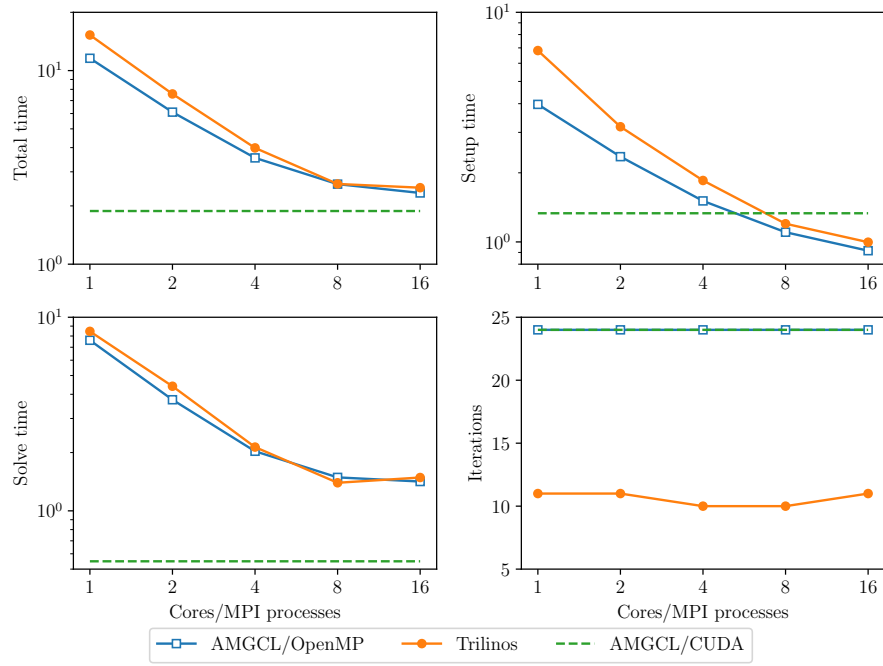 Total time
10^1
10^0
1 2 4 8 16
Setup time
10^1
10^0
1 2 4 8 16
Solve time
10^1
10^0
1 2 4 8 16
Cores/MPI processes
Iterations
25
20
15
10
5
1 2 4 8 16
Cores/MPI processes
AMGCL/OpenMP Trilinos AMGCL/CUDA